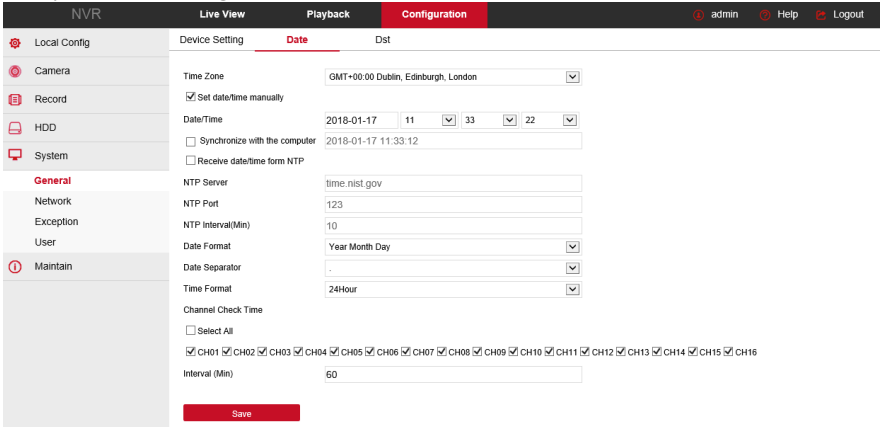 NVR Live View Playback Configuration admin Help Logout
Local Config
Camera
Record
HDD
System
General
Network
Exception
User
Maintain
Device Setting Date Dst
Time Zone GMT+00:00 Dublin, Edinburgh, London
Set date/time manually
Date/Time 2018-01-17 11 33 22
Synchronize with the computer 2018-01-17 11:33:12
Receive date/time form NTP
NTP Server time.nist.gov
NTP Port 123
NTP Interval(Min) 10
Date Format Year Month Day
Date Separator .
Time Format 24Hour
Channel Check Time
Select All
CH01 CH02 CH03 CH04 CH05 CH06 CH07 CH08 CH09 CH10 CH11 CH12 CH13 CH14 CH15 CH16
Interval (Min) 60
Save